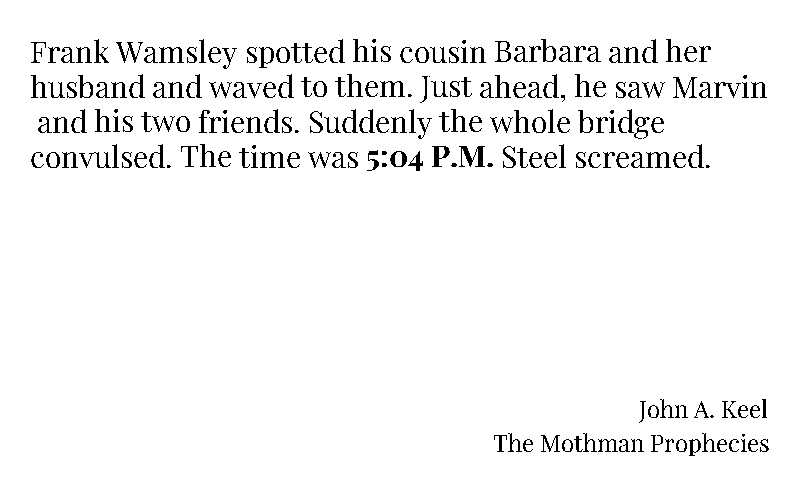 Frank Wamsley spotted his cousin Barbara and her
husband and waved to them. Just ahead, he saw Marvin
and his two friends. Suddenly the whole bridge
convulsed. The time was 5:04 P.M. Steel screamed.
John A. Keel
The Mothman Prophecies